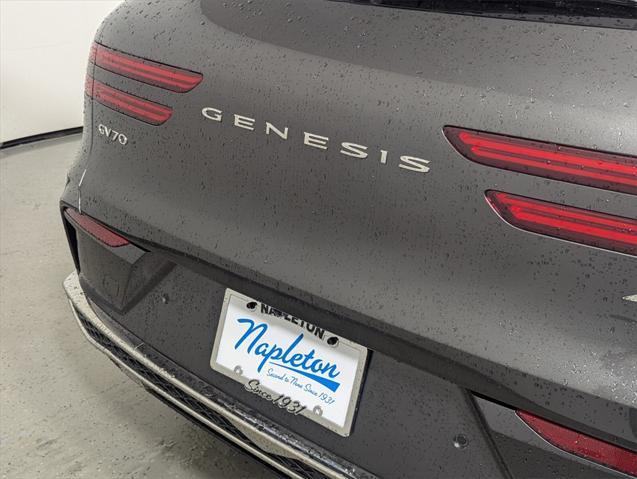 GENESIS
GV70
NAPLETON
Napleton
Second to None Since 1931
Since 1931